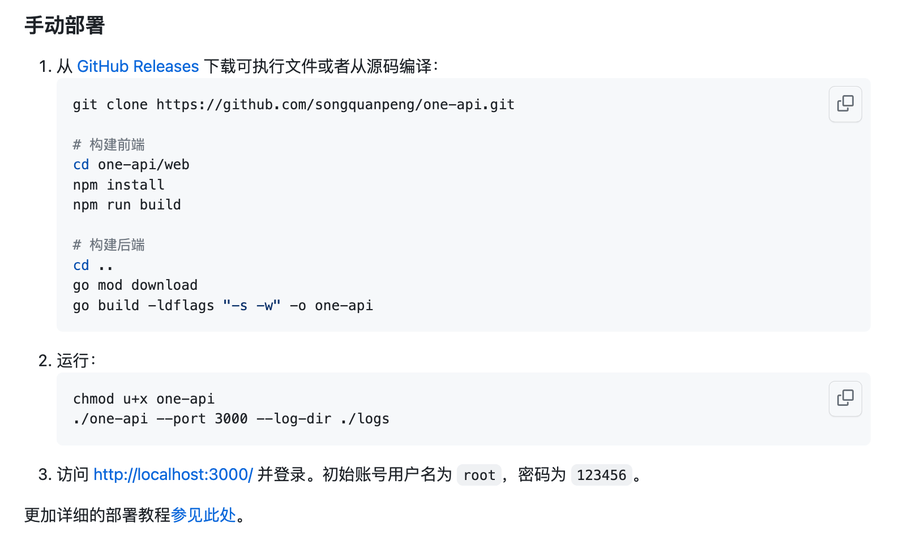 手动部署
1. 从 GitHub Releases 下载可执行文件或者从源码编译：
git clone https://github.com/songquanpeng/one-api.git
# 构建前端
cd one-api/web
npm install
npm run build
# 构建后端
cd ..
go mod download
go build -ldflags "-s -w" -o one-api
2. 运行：
chmod u+x one-api
./one-api --port 3000 --log-dir ./logs
3. 访问 http://localhost:3000/ 并登录。初始账号用户名为 root，密码为 123456。
更加详细的部署教程参见此处。